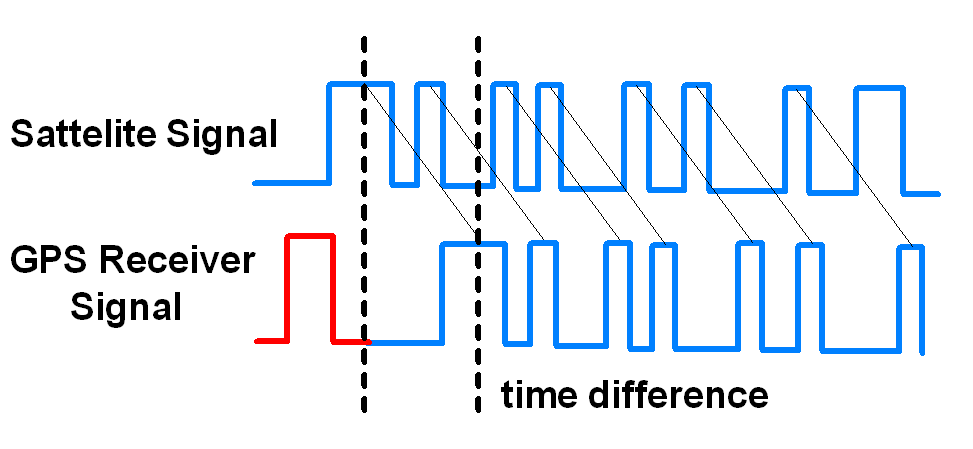 Sattelite Signal
GPS Receiver
Signal
time difference